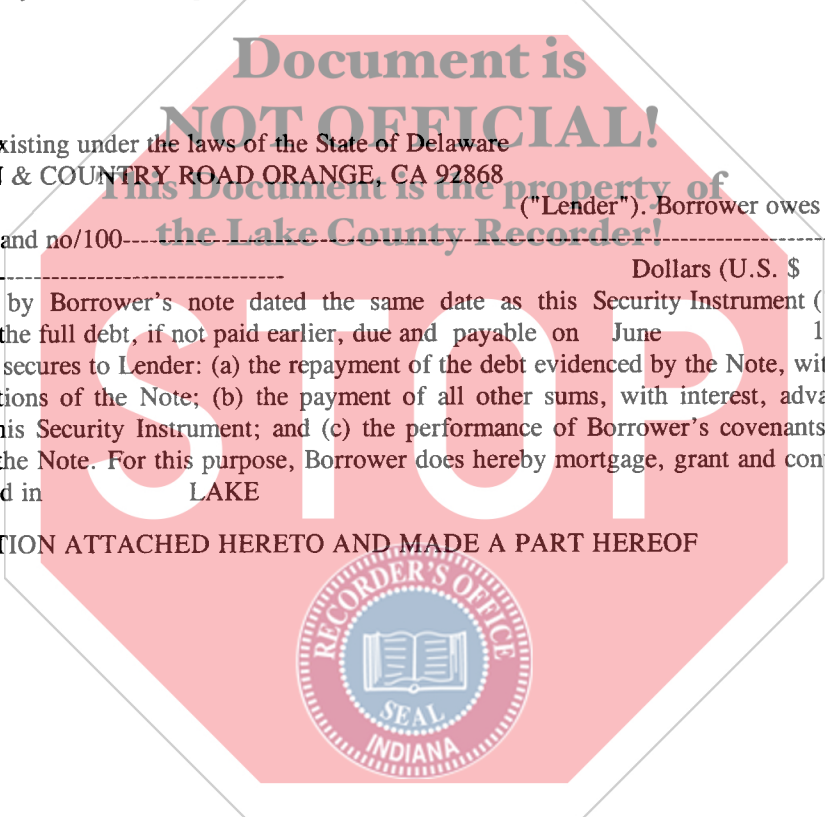 Document is
NOT OFFICIAL!
xisting under the laws of the State of Delaware
& COUNTRY ROAD ORANGE, CA 92868
This Document is the property of
("Lender"). Borrower owes
and no/100----
the Lake County Recorder!
Dollars (U.S. $
by Borrower's note dated the same date as this Security Instrument (
the full debt, if not paid earlier, due and payable on June 1
secures to Lender: (a) the repayment of the debt evidenced by the Note, wit
tions of the Note; (b) the payment of all other sums, with interest, adva
his Security Instrument; and (c) the performance of Borrower's covenants
the Note. For this purpose, Borrower does hereby mortgage, grant and con
d in LAKE
STOP
TION ATTACHED HERETO AND MADE A PART HEREOF
RECORDER'S OFFICE
SEAL
INDIANA